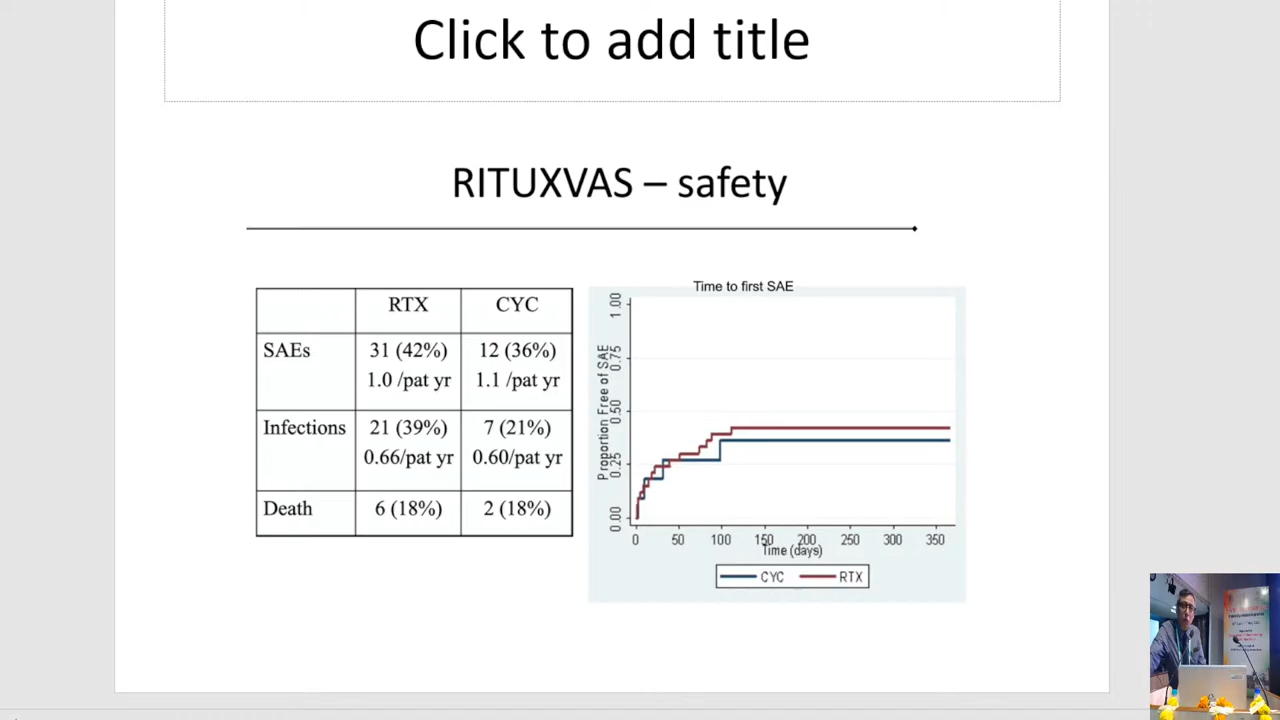 Click to add title
RITUXVAS – safety
RTX CYC
SAEs 31 (42%) 12 (36%)
1.0 /pat yr 1.1 /pat yr
Infections 21 (39%) 7 (21%)
0.66/pat yr 0.60/pat yr
Death 6 (18%) 2 (18%)
Time to first SAE
Proportion Free of SAE
1.00
0.75
0.50
0.25
0.00
0 50 100 150 200 250 300 350
Time (days)
CYC RTX